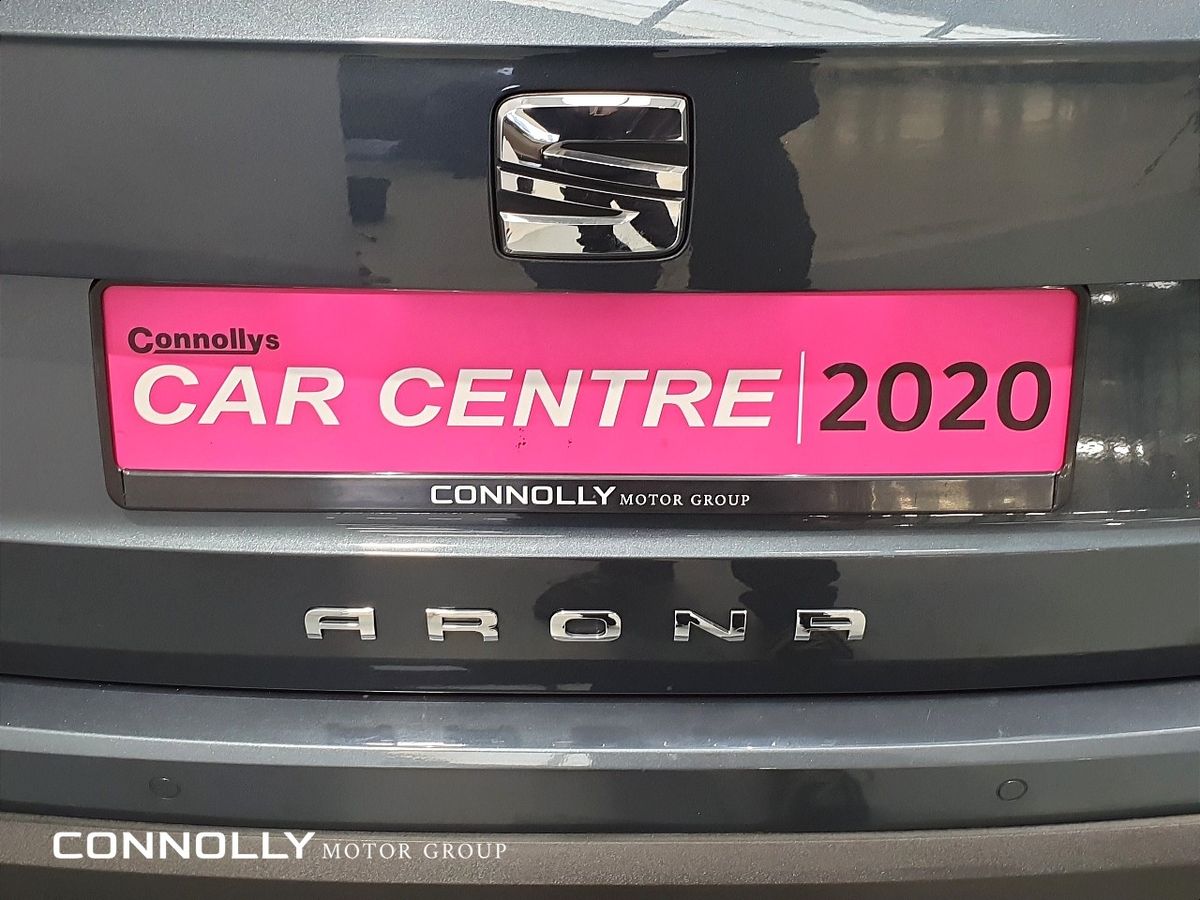 Connollys
CAR CENTRE 2020
CONNOLLY MOTOR GROUP
ARONA
CONNOLLY MOTOR GROUP